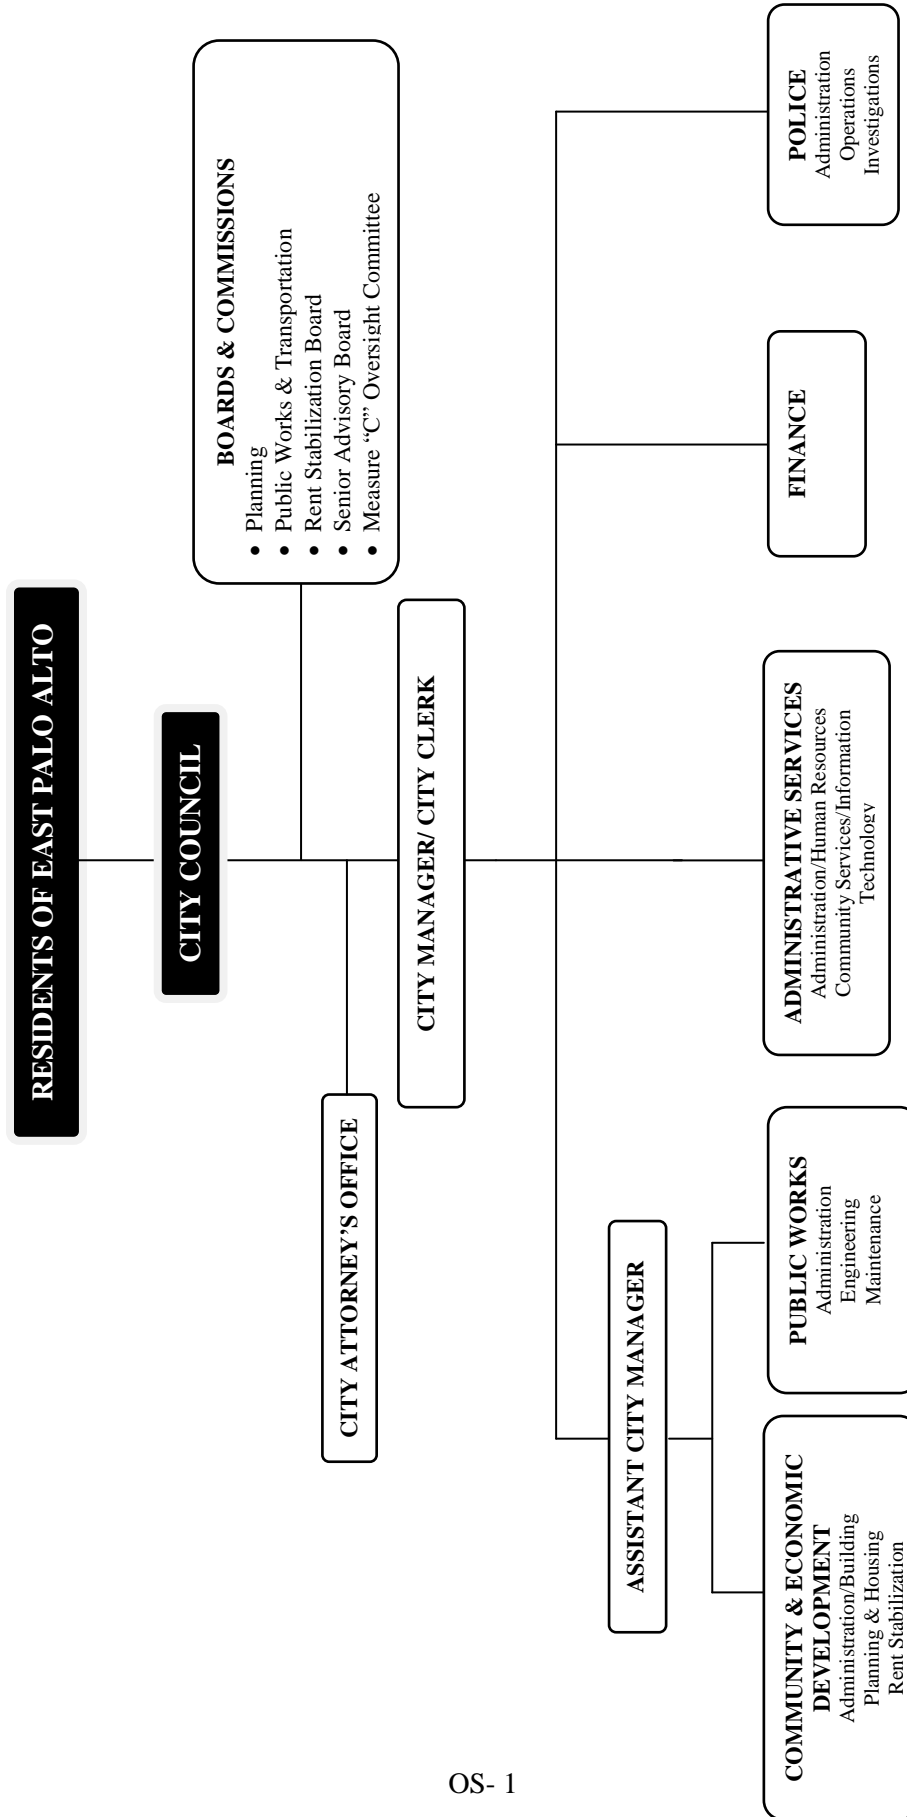 RESIDENTS OF EAST PALO ALTO
CITY COUNCIL
BOARDS & COMMISSIONS
• Planning
• Public Works & Transportation
• Rent Stabilization Board
• Senior Advisory Board
• Measure “C” Oversight Committee
CITY ATTORNEY’S OFFICE
CITY MANAGER/ CITY CLERK
ASSISTANT CITY MANAGER
COMMUNITY & ECONOMIC
DEVELOPMENT
Administration/Building
Planning & Housing
Rent Stabilization
PUBLIC WORKS
Administration
Engineering
Maintenance
ADMINISTRATIVE SERVICES
Administration/Human Resources
Community Services/Information
Technology
FINANCE
POLICE
Administration
Operations
Investigations
OS- 1